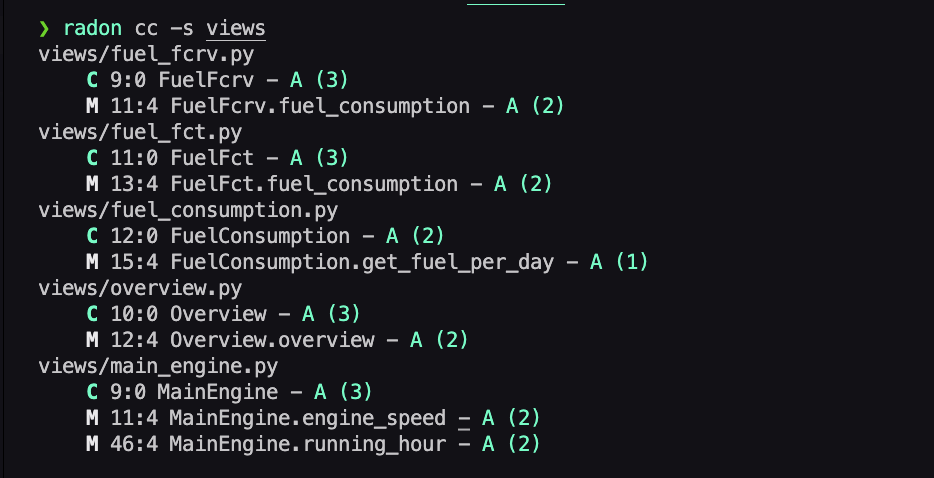 ❯ radon cc -s views
views/fuel_fcrv.py
    C 9:0 FuelFcrv - A (3)
    M 11:4 FuelFcrv.fuel_consumption - A (2)
views/fuel_fct.py
    C 11:0 FuelFct - A (3)
    M 13:4 FuelFct.fuel_consumption - A (2)
views/fuel_consumption.py
    C 12:0 FuelConsumption - A (2)
    M 15:4 FuelConsumption.get_fuel_per_day - A (1)
views/overview.py
    C 10:0 Overview - A (3)
    M 12:4 Overview.overview - A (2)
views/main_engine.py
    C 9:0 MainEngine - A (3)
    M 11:4 MainEngine.engine_speed - A (2)
    M 46:4 MainEngine.running_hour - A (2)